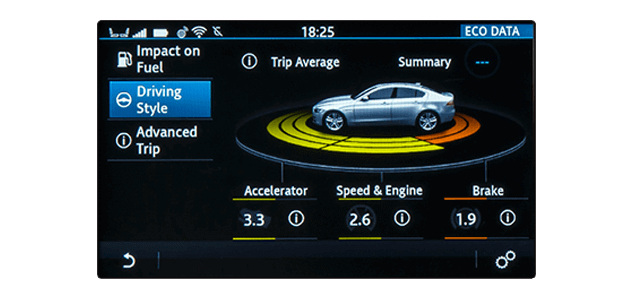 18:25
ECO DATA
Impact on
Fuel
Trip Average
Summary
---
Driving
Style
Advanced
Trip
Accelerator
Speed & Engine
Brake
3.3
2.6
1.9